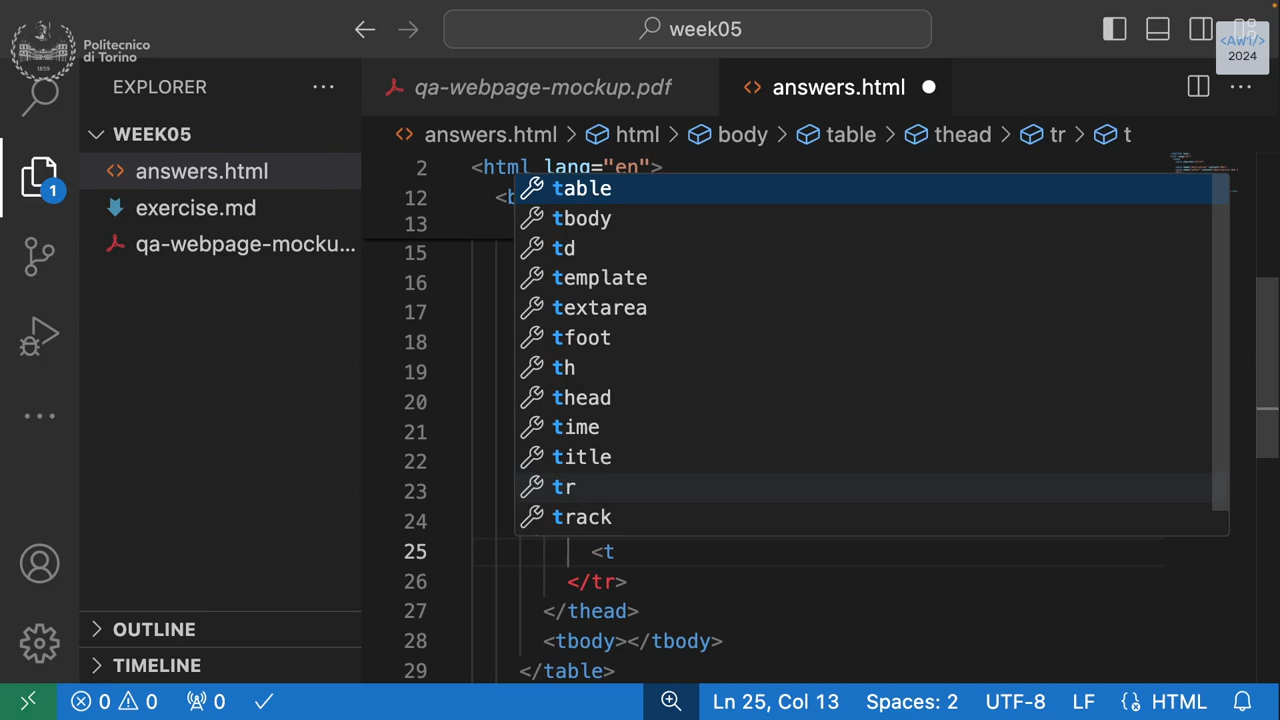 week05
Politecnico
di Torino
1859
<AW1/>
2024
EXPLORER
qa-webpage-mockup.pdf
answers.html
WEEK05
answers.html > html > body > table > thead > tr > t
answers.html
exercise.md
qa-webpage-mocku...
1
2 <html lang="en">
12 <b
13
15
16
17
18
19
20
21
22
23
24
table
tbody
td
template
textarea
tfoot
th
thead
time
title
tr
track
25 <t
26 </tr>
27 </thead>
28 <tbody></tbody>
29 </table>
OUTLINE
TIMELINE
0 0 0 Ln 25, Col 13 Spaces: 2 UTF-8 LF {} HTML